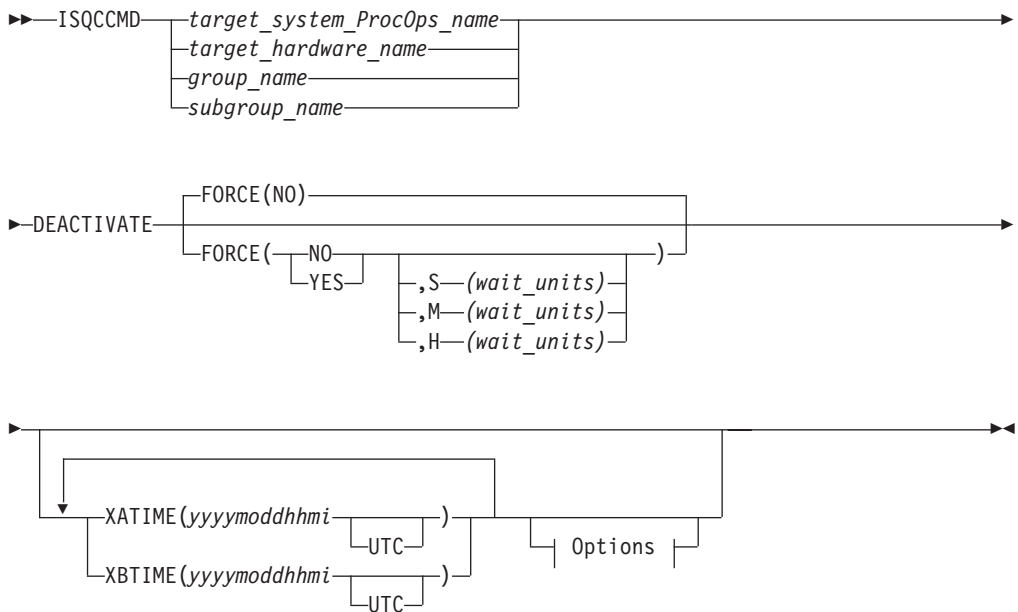 ISQCCMD target_system_ProcOps_name
target_hardware_name
group_name
subgroup_name
FORCE(NO)
DEACTIVATE
FORCE( NO )
YES ,S (wait_units)
,M (wait_units)
,H (wait_units)
XATIME(yyyymoddhhmi )
UTC Options
XBTIME(yyyymoddhhmi )
UTC